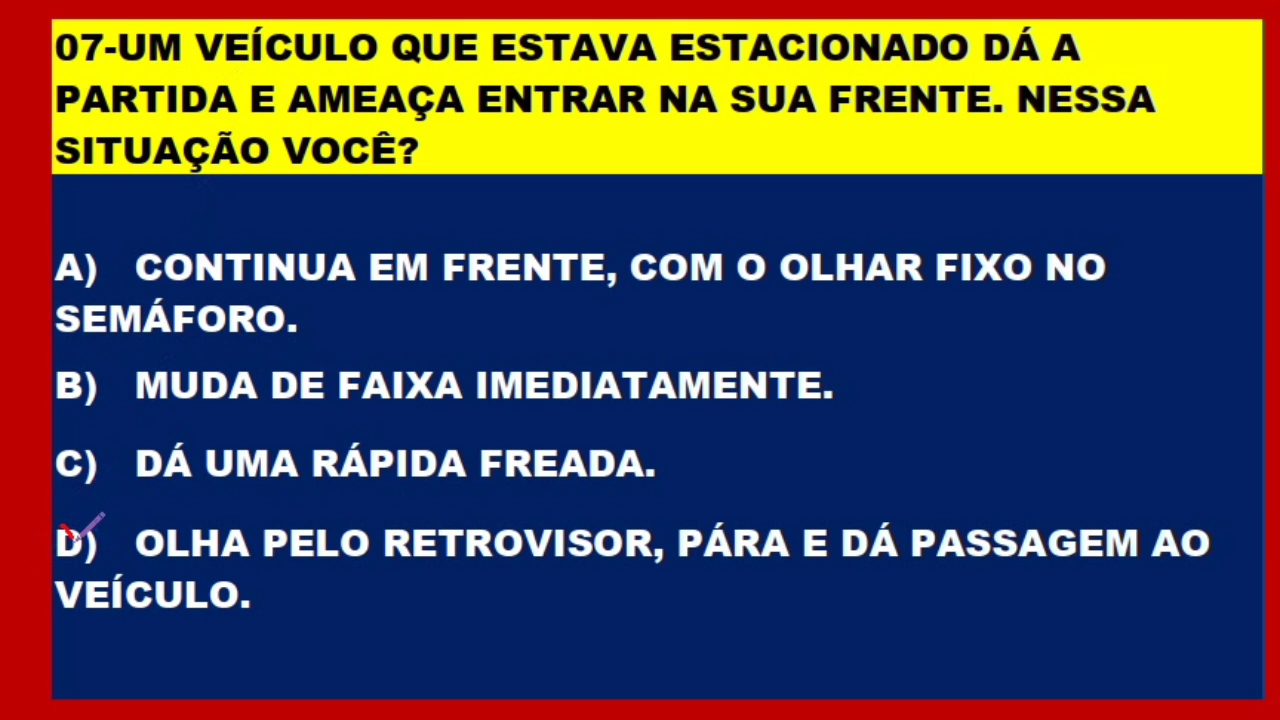 07-UM VEÍCULO QUE ESTAVA ESTACIONADO DÁ A
PARTIDA E AMEAÇA ENTRAR NA SUA FRENTE. NESSA
SITUAÇÃO VOCÊ?
A) CONTINUA EM FRENTE, COM O OLHAR FIXO NO
SEMÁFORO.
B) MUDA DE FAIXA IMEDIATAMENTE.
C) DÁ UMA RÁPIDA FREADA.
D) OLHA PELO RETROVISOR, PÁRA E DÁ PASSAGEM AO
VEÍCULO.